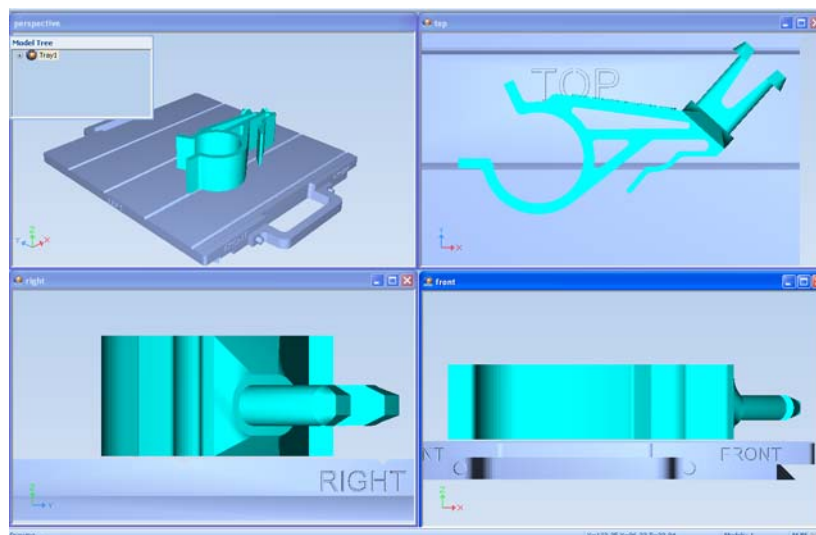 perspective
top
Model Tree
Tray1
TOP
Z
Y
X
Y
X
right
front
RIGHT
NT
FRONT
Z
Y
Z
X